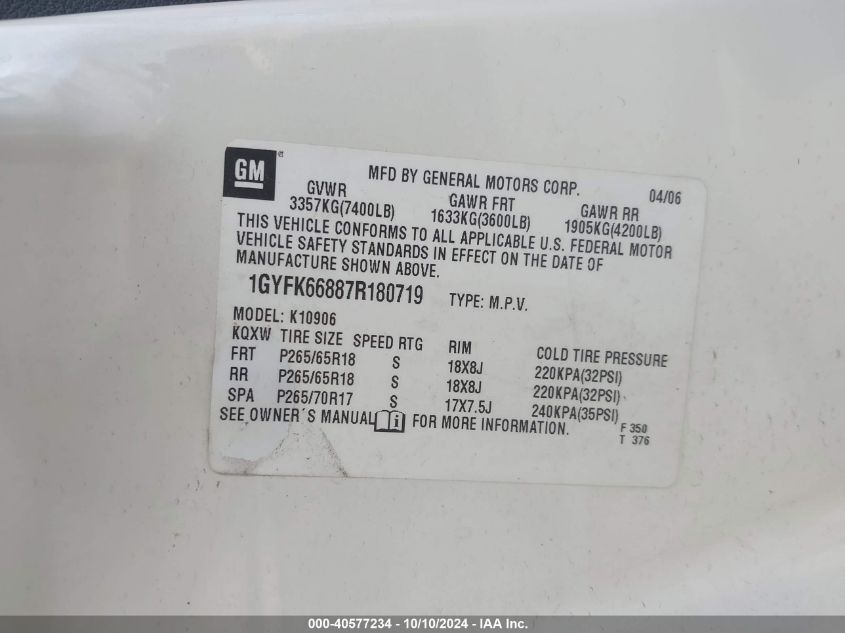 GM ®
MFD BY GENERAL MOTORS CORP. 04/06
GVWR GAWR FRT GAWR RR
3357KG(7400LB) 1633KG(3600LB) 1905KG(4200LB)
THIS VEHICLE CONFORMS TO ALL APPLICABLE U.S. FEDERAL MOTOR
VEHICLE SAFETY STANDARDS IN EFFECT ON THE DATE OF
MANUFACTURE SHOWN ABOVE.
1GYFK66887R180719 TYPE: M.P.V.
MODEL: K10906
KQXW TIRE SIZE SPEED RTG RIM COLD TIRE PRESSURE
FRT P265/65R18 S 18X8J 220KPA(32PSI)
RR P265/65R18 S 18X8J 220KPA(32PSI)
SPA P265/70R17 S 17X7.5J 240KPA(35PSI)
SEE OWNER´S MANUAL i FOR MORE INFORMATION. F 350
T 376
000-40577234 - 10/10/2024 - IAA Inc.